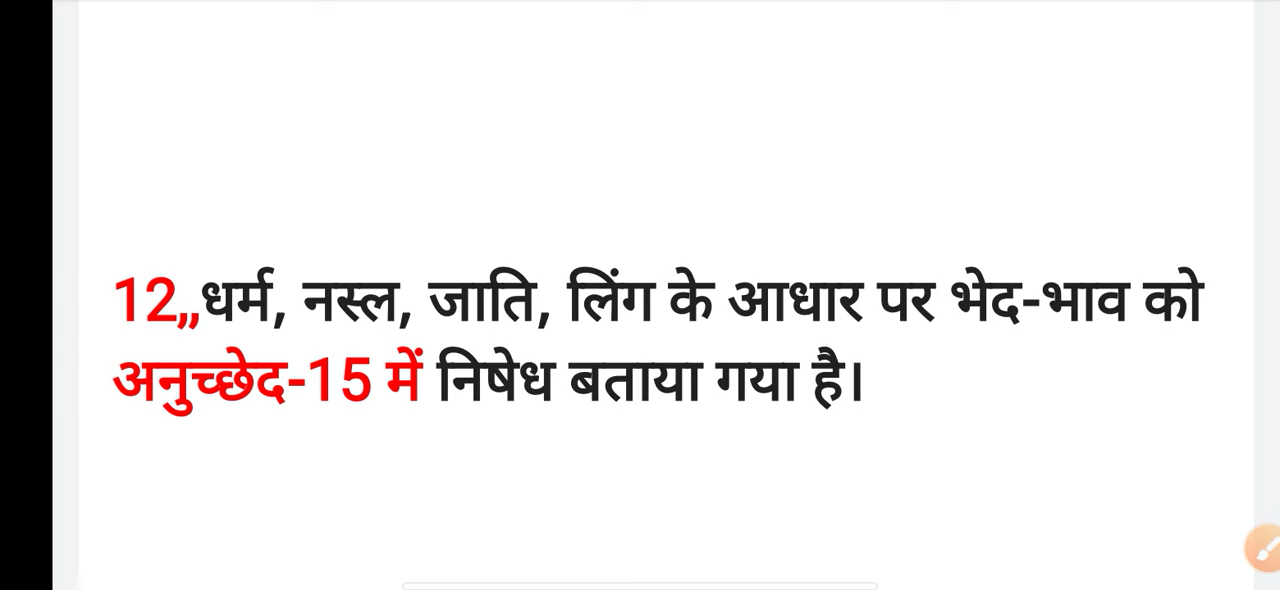 12,,धर्म, नस्ल, जाति, लिंग के आधार पर भेद-भाव को
अनुच्छेद-15 में निषेध बताया गया है।